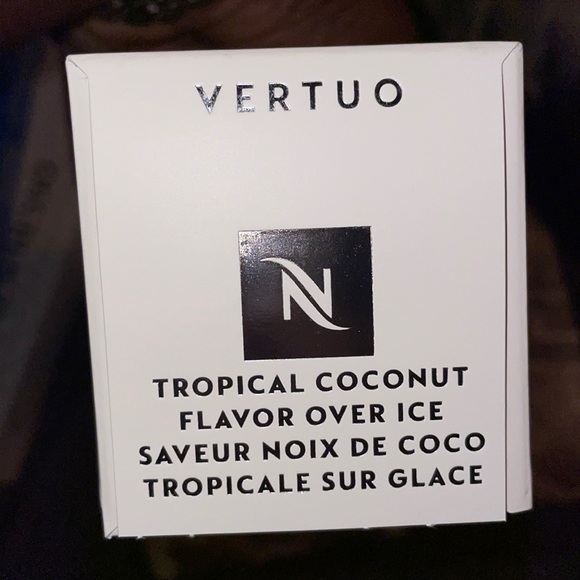 VERTUO
N
TROPICAL COCONUT
FLAVOR OVER ICE
SAVEUR NOIX DE COCO
TROPICALE SUR GLACE